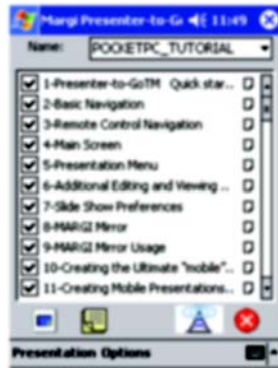 Margi Presenter-to-Go 11:49
Name: POCKETPC_TUTORIAL
1-Presenter-to-GoTM Quick star...
2-Basic Navigation
3-Remote Control Navigation
4-Main Screen
5-Presentation Menu
6-Additional Editing and Viewing ...
7-Slide Show Preferences
8-MARGI Mirror
9-MARGI Mirror Usage
10-Creating the Ultimate "mobile"...
11-Creating Mobile Presentations...
Presentation Options